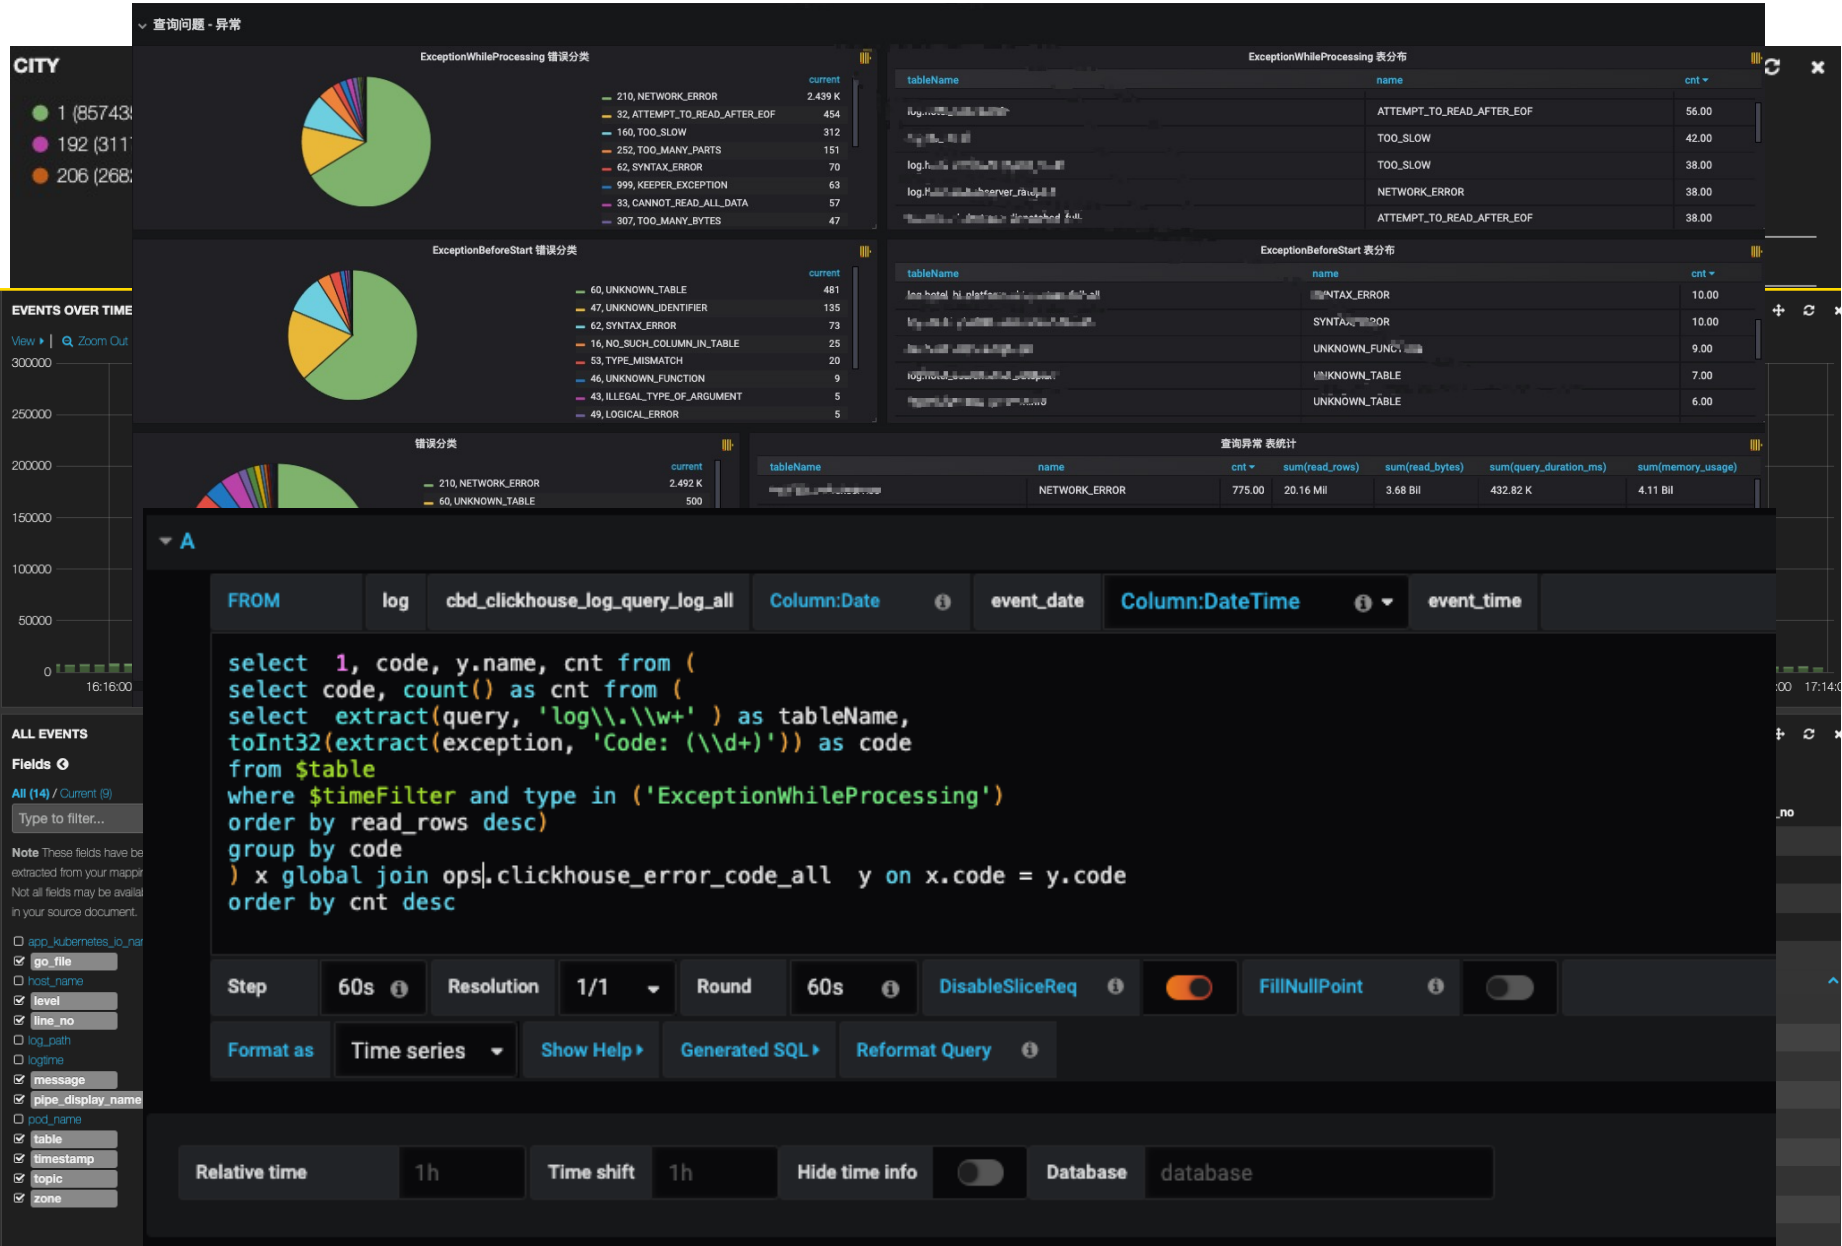 查询问题 - 异常
CITY
1 (85743
192 (311
206 (268
ExceptionWhileProcessing 错误分类
current
210, NETWORK_ERROR 2.439 K
32, ATTEMPT_TO_READ_AFTER_EOF 454
160, TOO_SLOW 312
252, TOO_MANY_PARTS 151
62, SYNTAX_ERROR 70
999, KEEPER_EXCEPTION 63
33, CANNOT_READ_ALL_DATA 57
307, TOO_MANY_BYTES 47
ExceptionWhileProcessing 表分布
tableName name cnt
ATTEMPT_TO_READ_AFTER_EOF 56.00
TOO_SLOW 42.00
TOO_SLOW 38.00
NETWORK_ERROR 38.00
ATTEMPT_TO_READ_AFTER_EOF 38.00
ExceptionBeforeStart 错误分类
current
60, UNKNOWN_TABLE 481
47, UNKNOWN_IDENTIFIER 135
62, SYNTAX_ERROR 73
16, NO_SUCH_COLUMN_IN_TABLE 25
53, TYPE_MISMATCH 20
46, UNKNOWN_FUNCTION 9
43, ILLEGAL_TYPE_OF_ARGUMENT 5
49, LOGICAL_ERROR 5
ExceptionBeforeStart 表分布
tableName name cnt
10.00
10.00
9.00
UNKNOWN_TABLE 7.00
UNKNOWN_TABLE 6.00
错误分类
current
210, NETWORK_ERROR 2.492 K
60, UNKNOWN_TABLE 500
查询异常 表统计
tableName name cnt sum(read_rows) sum(read_bytes) sum(query_duration_ms) sum(memory_usage)
NETWORK_ERROR 775.00 20.16 Mil 3.68 Bil 432.82 K 4.11 Bil
EVENTS OVER TIME
View | Zoom Out
300000
250000
200000
150000
100000
50000
0
16:16:00
:00 17:14:0
A
FROM log cbd_clickhouse_log_query_log_all Column:Date event_date Column:DateTime event_time
select 1, code, y.name, cnt from (
select code, count() as cnt from (
select extract(query, 'log\\.\\w+' ) as tableName,
toInt32(extract(exception, 'Code: (\\d+)')) as code
from $table
where $timeFilter and type in ('ExceptionWhileProcessing')
order by read_rows desc)
group by code
) x global join ops.clickhouse_error_code_all y on x.code = y.code
order by cnt desc
Step 60s Resolution 1/1 Round 60s DisableSliceReq FillNullPoint
Format as Time series Show Help Generated SQL Reformat Query
Relative time 1h Time shift 1h Hide time info Database database
ALL EVENTS
Fields
All (14) / Current (9)
Type to filter...
Note These fields have be
extracted from your mappin
Not all fields may be availab
in your source document.
app_kubernetes_io_nam
go_file
host_name
level
line_no
log_path
logtime
message
pipe_display_name
pod_name
table
timestamp
topic
zone
_no